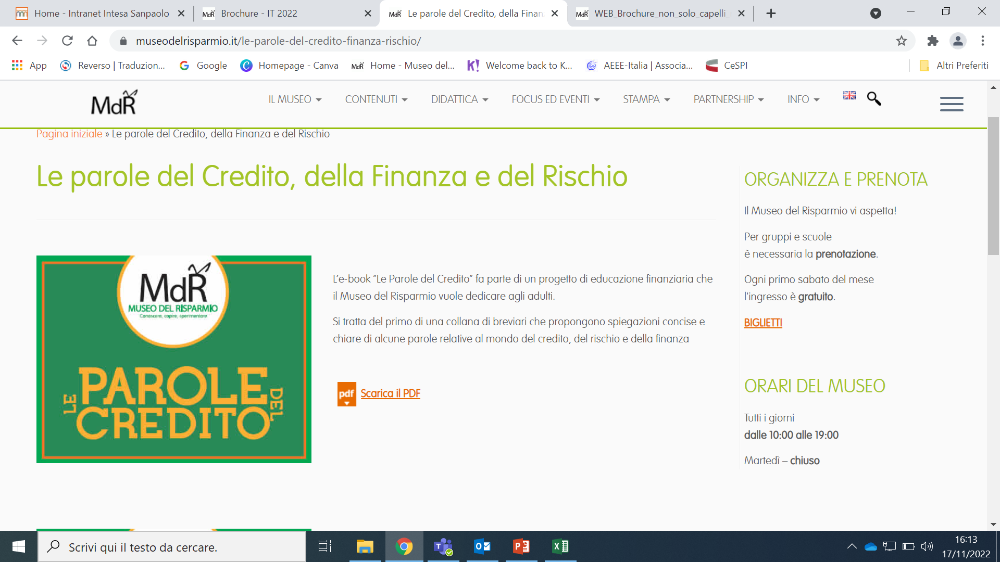 Home - Intranet Intesa Sanpaolo
Brochure - IT 2022
Le parole del Credito, della Finan
WEB_Brochure_non_solo_capelli_
museodelrisparmio.it/le-parole-del-credito-finanza-rischio/
App
Reverso | Traduzion...
Google
Homepage - Canva
Home - Museo del...
Welcome back to K...
AEEE-Italia | Associa...
CeSPI
Altri Preferiti
MdR
IL MUSEO
CONTENUTI
DIDATTICA
FOCUS ED EVENTI
STAMPA
PARTNERSHIP
INFO
Pagina iniziale » Le parole del Credito, della Finanza e del Rischio
Le parole del Credito, della Finanza e del Rischio
MdR
MUSEO DEL RISPARMIO
Conoscere, capire, sperimentare
LE PAROLE DEL
CREDITO
L'e-book "Le Parole del Credito" fa parte di un progetto di educazione finanziaria che
il Museo del Risparmio vuole dedicare agli adulti.
Si tratta del primo di una collana di breviari che propongono spiegazioni concise e
chiare di alcune parole relative al mondo del credito, del rischio e della finanza
pdf
Scarica il PDF
ORGANIZZA E PRENOTA
Il Museo del Risparmio vi aspetta!
Per gruppi e scuole
è necessaria la prenotazione.
Ogni primo sabato del mese
l'ingresso è gratuito.
BIGLIETTI
ORARI DEL MUSEO
Tutti i giorni
dalle 10:00 alle 19:00
Martedì – chiuso
Scrivi qui il testo da cercare.
16:13
17/11/2022